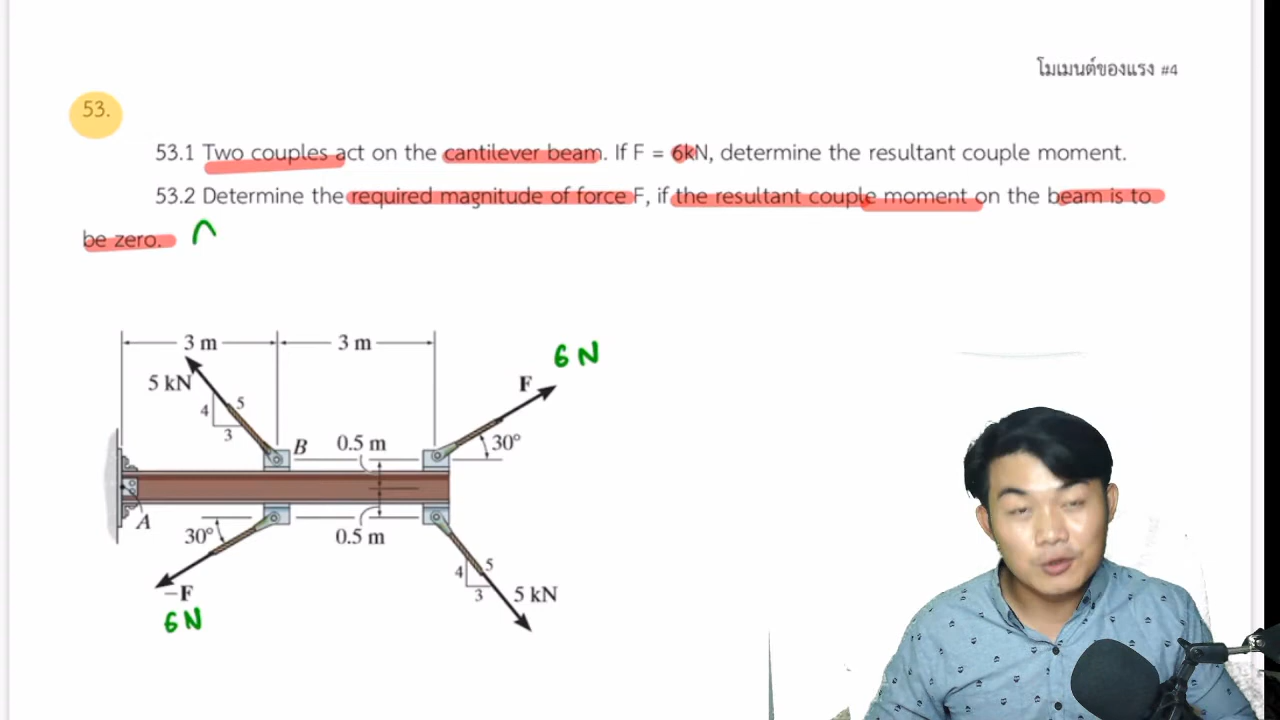 โมเมนต์ของแรง #4
53.
53.1 Two couples act on the cantilever beam. If F = 6kN, determine the resultant couple moment.
53.2 Determine the required magnitude of force F, if the resultant couple moment on the beam is to
be zero.
3 m
3 m
6 N
5 kN
F
4
5
3
B
0.5 m
30°
A
30°
0.5 m
4
5
3
−F
5 kN
6 N